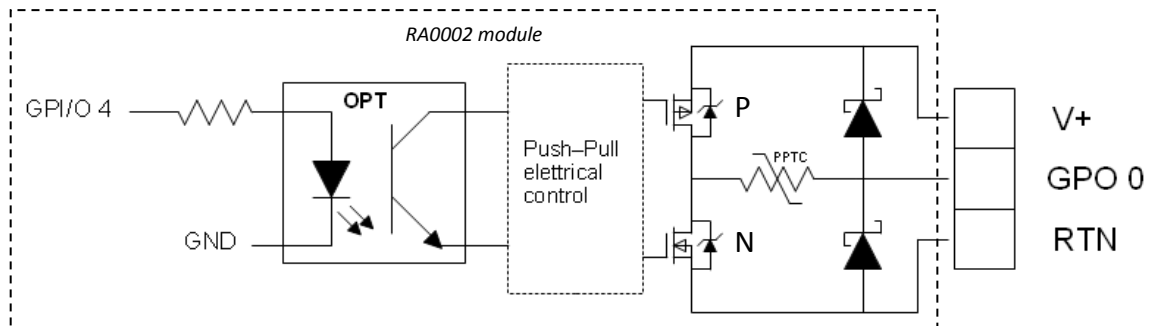 RA0002 module
GPI/O 4
OPT
GND
Push–Pull
elettrical
control
P
PPTC
N
V+
GPO 0
RTN